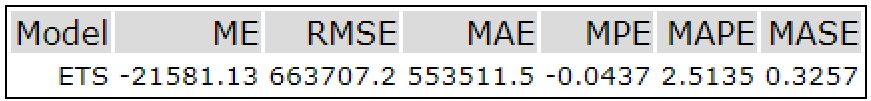 Model ME RMSE MAE MPE MAPE MASE
ETS -21581.13 663707.2 553511.5 -0.0437 2.5135 0.3257